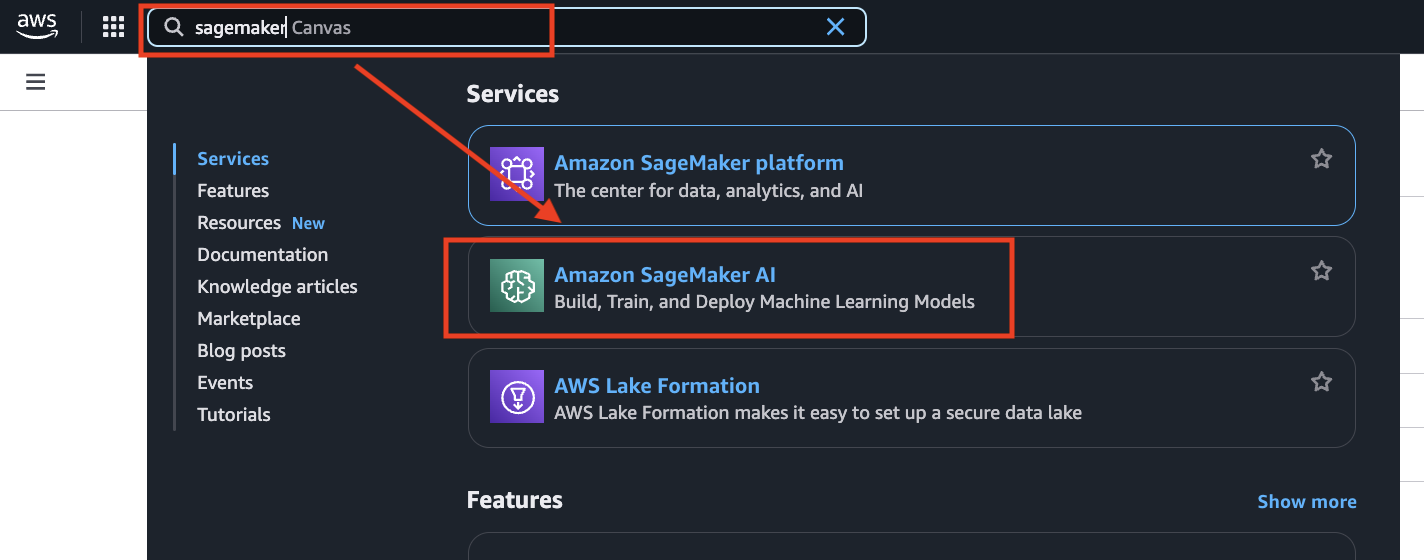 aws
sagemaker Canvas
Services
Services
Features
Resources New
Documentation
Knowledge articles
Marketplace
Blog posts
Events
Tutorials
Amazon SageMaker platform
The center for data, analytics, and AI
Amazon SageMaker AI
Build, Train, and Deploy Machine Learning Models
AWS Lake Formation
AWS Lake Formation makes it easy to set up a secure data lake
Features
Show more